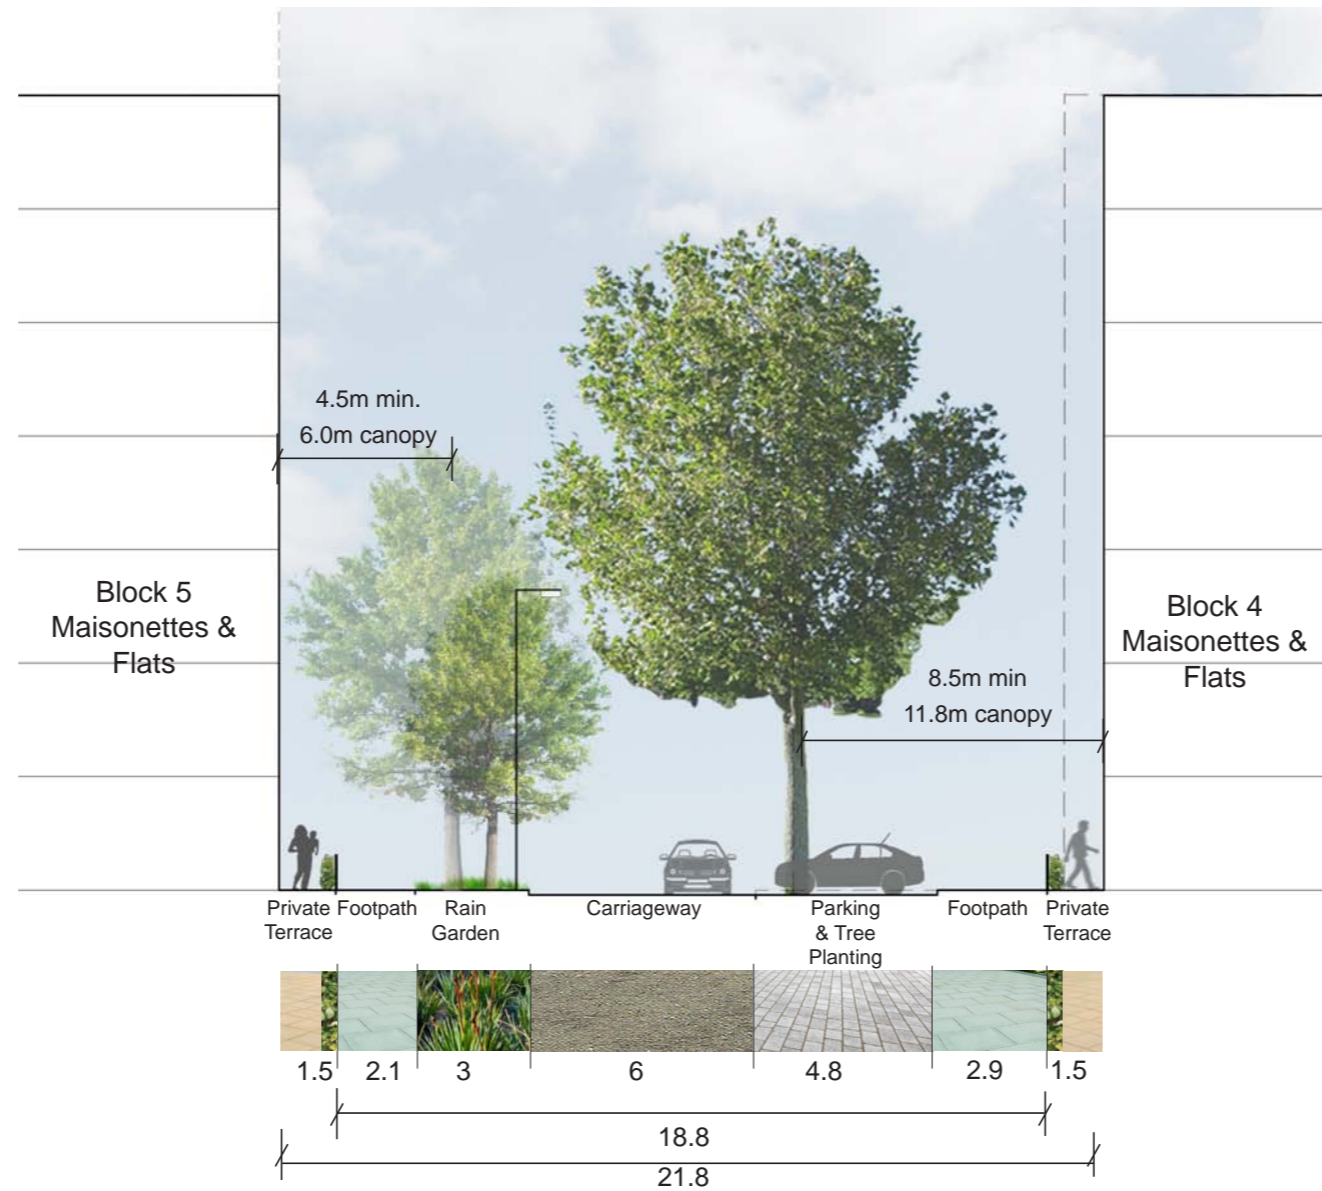 4.5m min.
6.0m canopy
Block 5
Maisonettes &
Flats
Block 4
Maisonettes &
Flats
8.5m min
11.8m canopy
Private
Terrace
Footpath
Rain
Garden
Carriageway
Parking
& Tree
Planting
Footpath
Private
Terrace
1.5 2.1 3 6 4.8 2.9 1.5
18.8
21.8